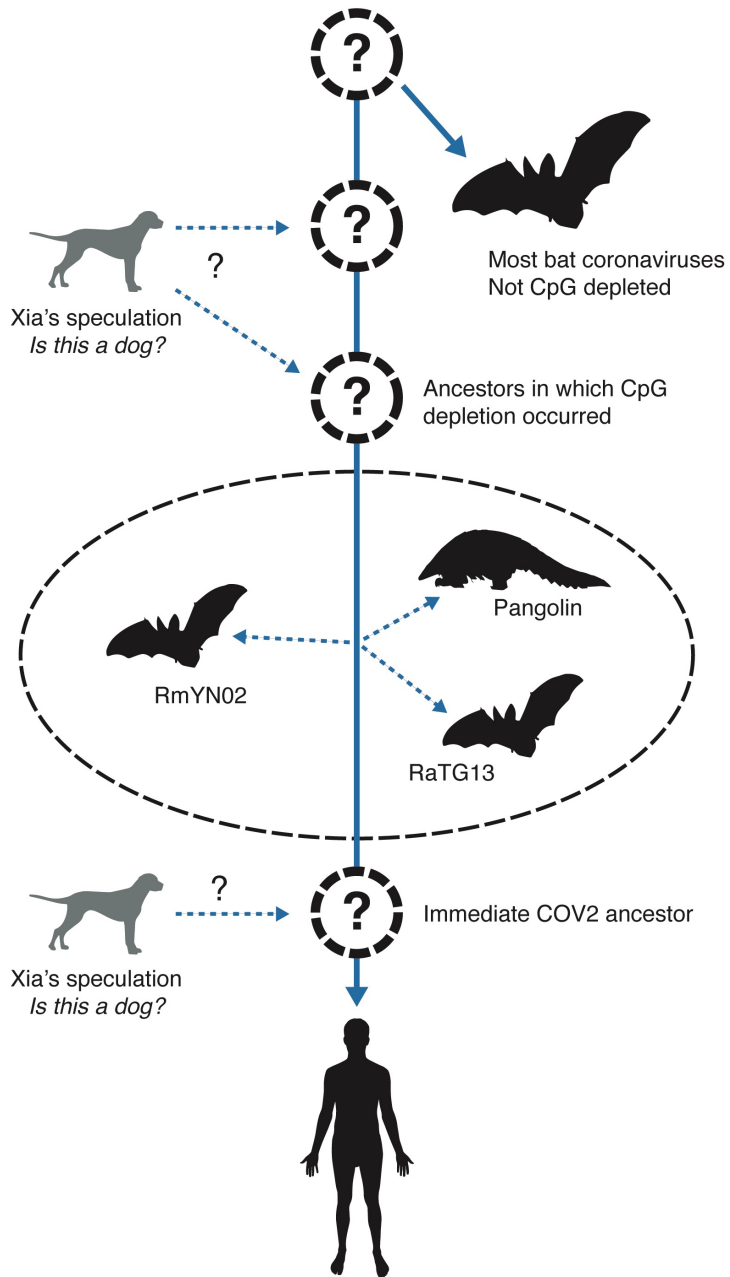 ?
?
?
Most bat coronaviruses
Not CpG depleted
Xia's speculation
Is this a dog?
?
Ancestors in which CpG
depletion occurred
Pangolin
RmYN02
RaTG13
?
?
Immediate COV2 ancestor
Xia's speculation
Is this a dog?